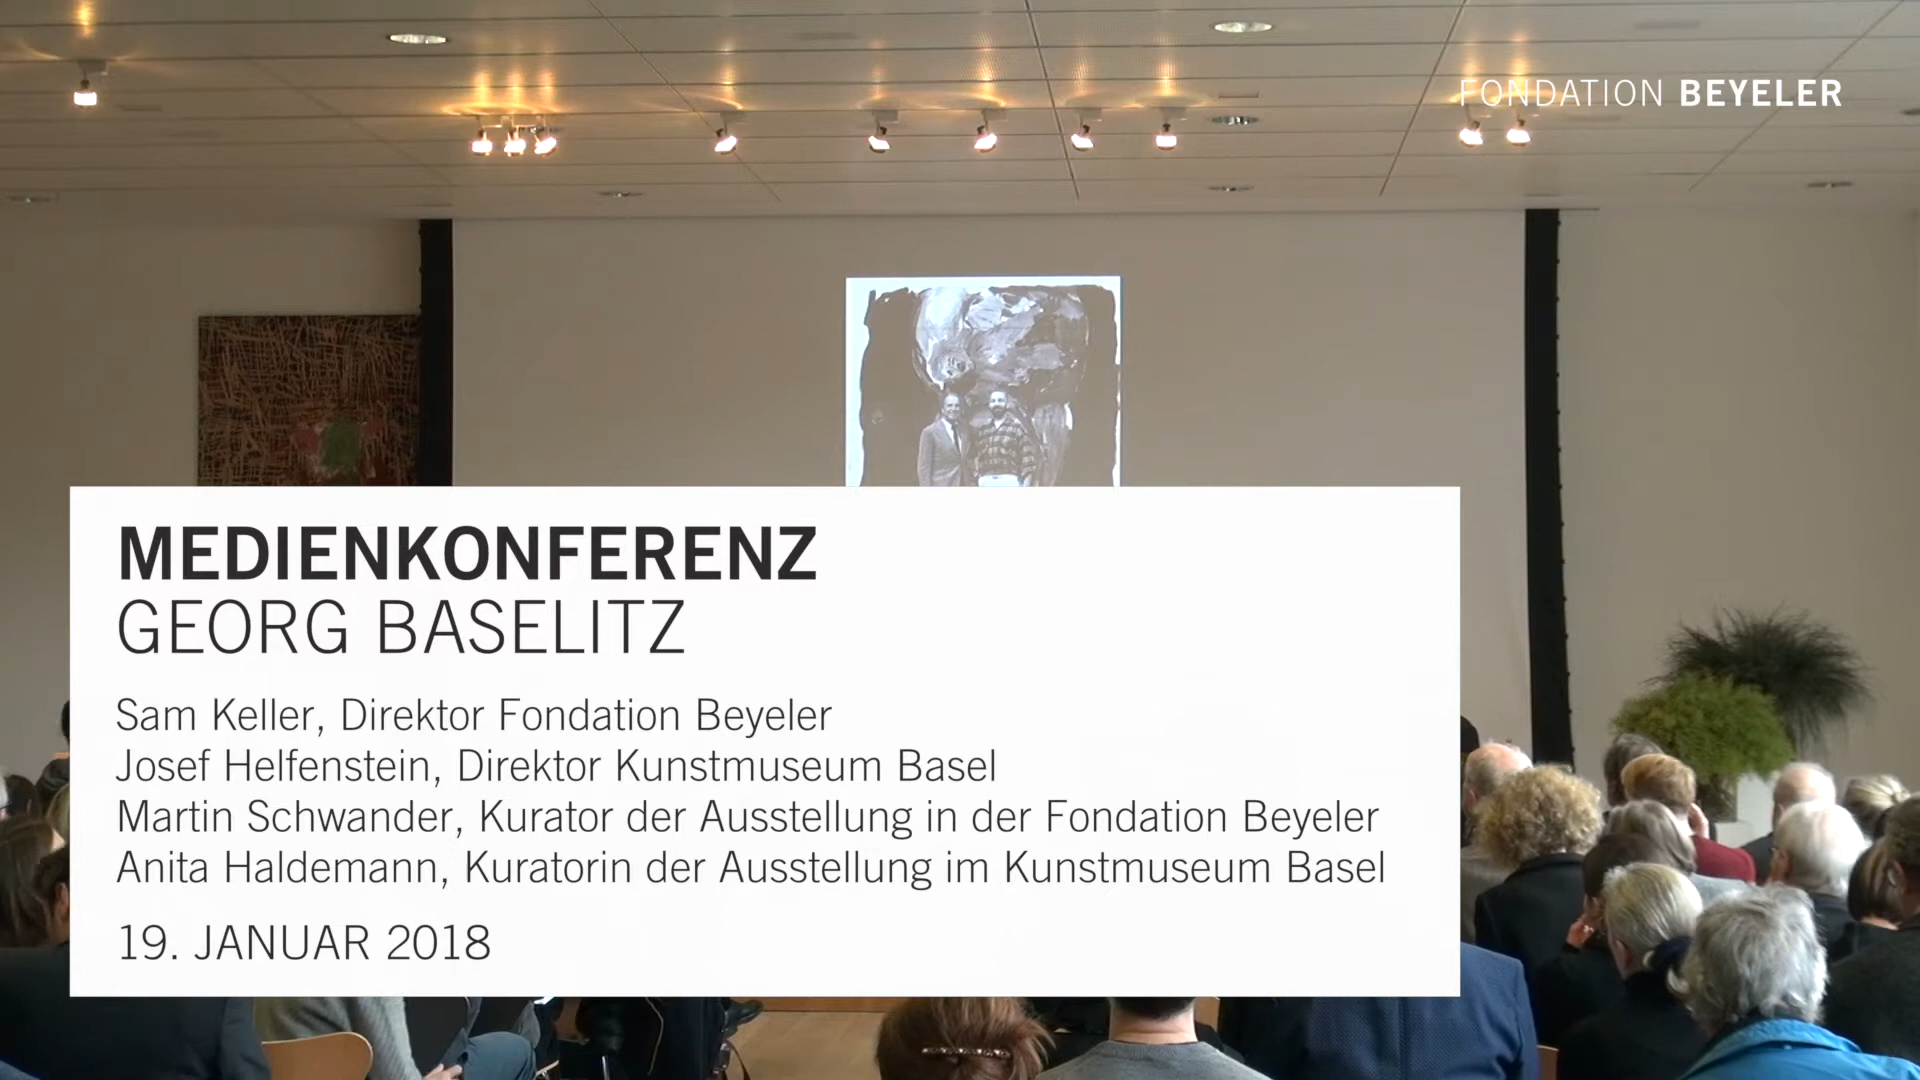 FONDATION BEYELER
MEDIENKONFERENZ
GEORG BASELITZ
Sam Keller, Direktor Fondation Beyeler
Josef Helfenstein, Direktor Kunstmuseum Basel
Martin Schwander, Kurator der Ausstellung in der Fondation Beyeler
Anita Haldemann, Kuratorin der Ausstellung im Kunstmuseum Basel
19. JANUAR 2018